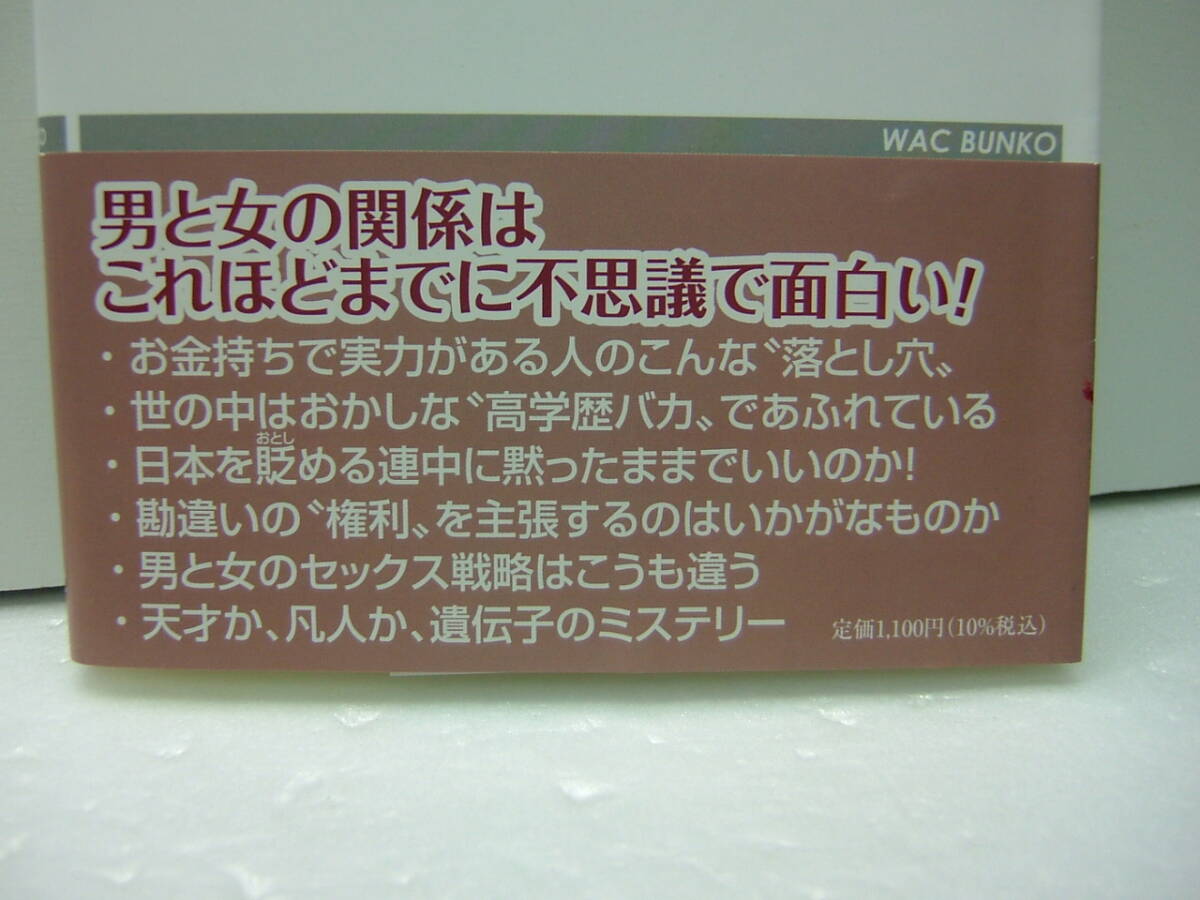 WAC BUNKO
男と女の関係は
これほどまでに不思議で面白い!
・お金持ちで実力がある人のこんな〝落とし穴〟
・世の中はおかしな〝高学歴バカ〟であふれている
おとし
・日本を貶める連中に黙ったままでいいのか!
・勘違いの〝権利〟を主張するのはいかがなものか
・男と女のセックス戦略はこうも違う
・天才か、凡人か、遺伝子のミステリー
定価1,100円(10%税込)